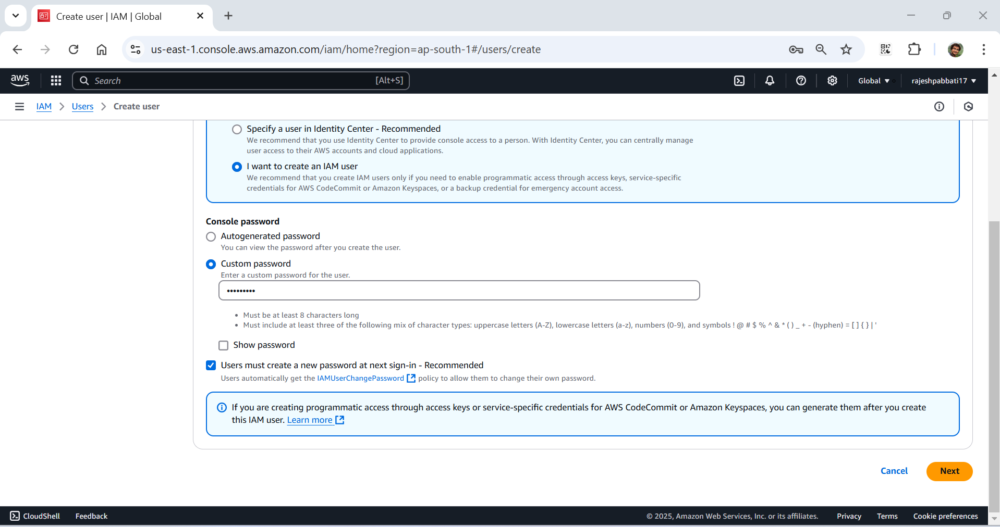 Create user | IAM | Global
us-east-1.console.aws.amazon.com/iam/home?region=ap-south-1#/users/create
aws
Search
[Alt+S]
Global
rajeshpabbati17
IAM
Users
Create user
Specify a user in Identity Center - Recommended
We recommend that you use Identity Center to provide console access to a person. With Identity Center, you can centrally manage
user access to their AWS accounts and cloud applications.
I want to create an IAM user
We recommend that you create IAM users only if you need to enable programmatic access through access keys, service-specific
credentials for AWS CodeCommit or Amazon Keyspaces, or a backup credential for emergency account access.
Console password
Autogenerated password
You can view the password after you create the user.
Custom password
Enter a custom password for the user.
•••••••••
• Must be at least 8 characters long
• Must include at least three of the following mix of character types: uppercase letters (A-Z), lowercase letters (a-z), numbers (0-9), and symbols ! @ # $ % ^ & * ( ) _ + - (hyphen) = [ ] { } | '
Show password
Users must create a new password at next sign-in - Recommended
Users automatically get the IAMUserChangePassword policy to allow them to change their own password.
If you are creating programmatic access through access keys or service-specific credentials for AWS CodeCommit or Amazon Keyspaces, you can generate them after you create
this IAM user. Learn more
Cancel
Next
CloudShell
Feedback
© 2025, Amazon Web Services, Inc. or its affiliates.
Privacy
Terms
Cookie preferences